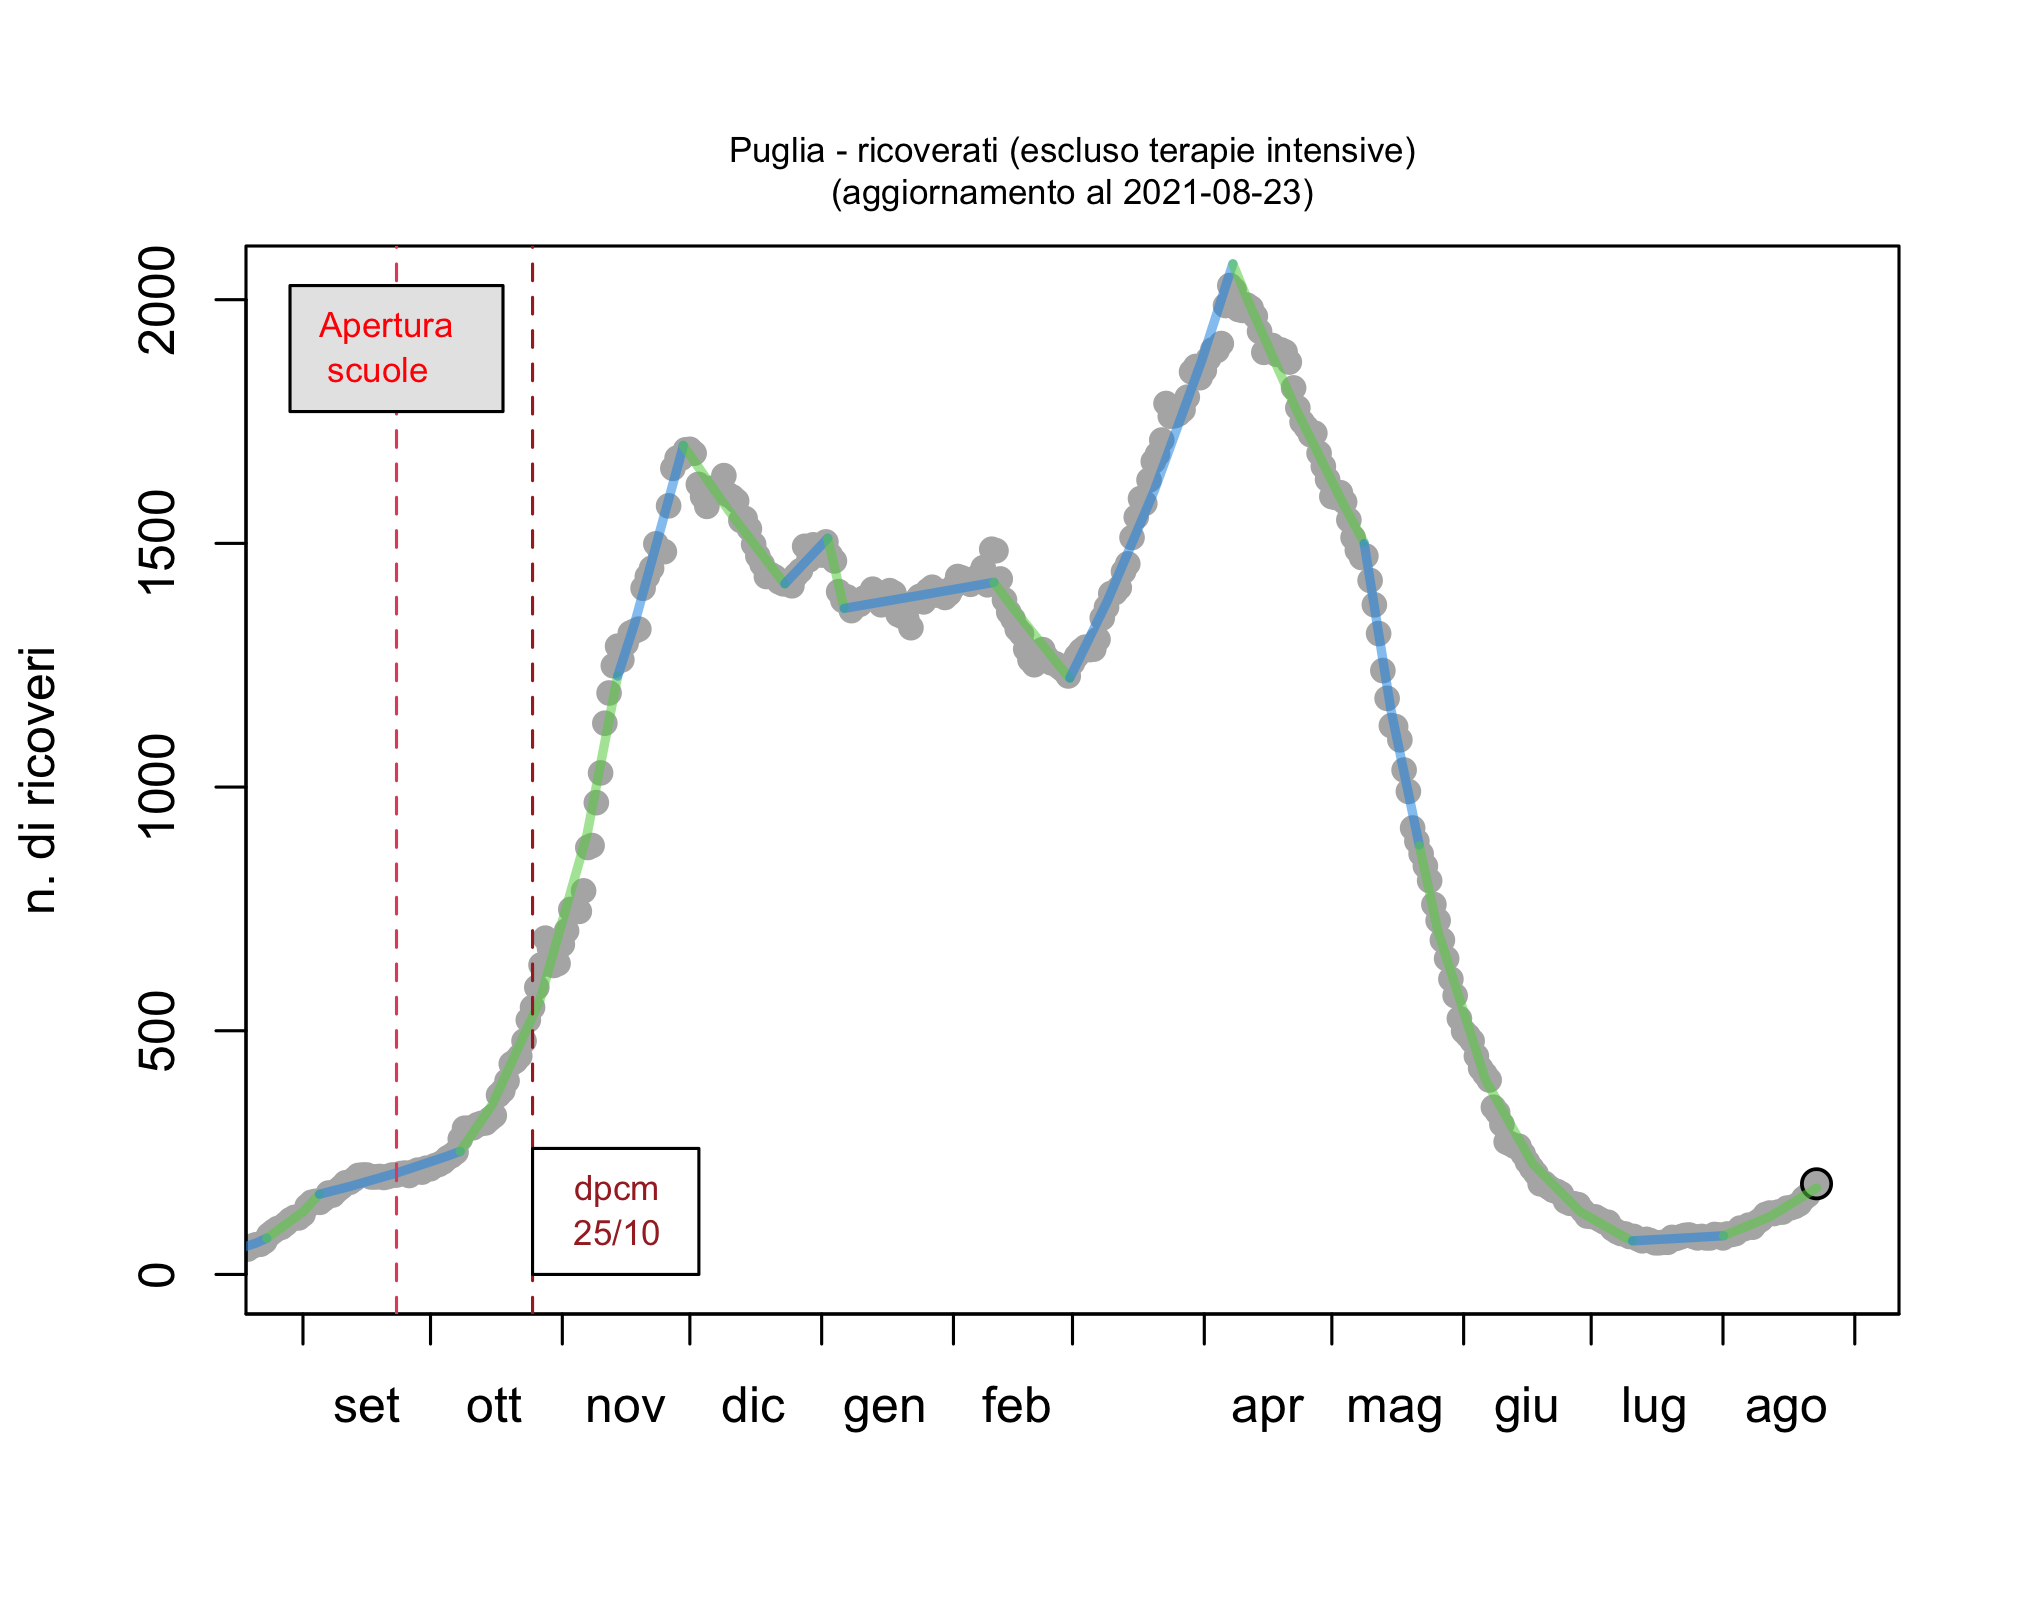 Puglia - ricoverati (escluso terapie intensive)
(aggiornamento al 2021-08-23)
n. di ricoveri
2000
1500
1000
500
0
Apertura
scuole
dpcm
25/10
set ott nov dic gen feb apr mag giu lug ago